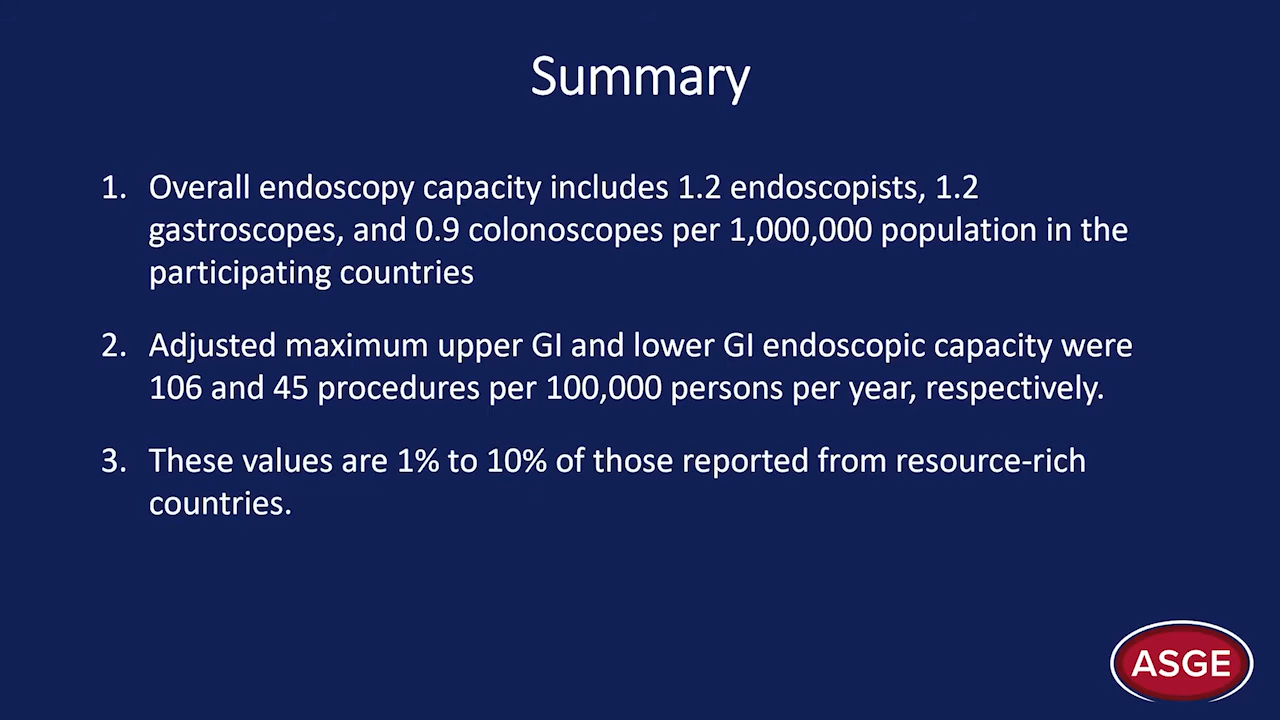 Summary
1. Overall endoscopy capacity includes 1.2 endoscopists, 1.2
gastroscopes, and 0.9 colonoscopes per 1,000,000 population in the
participating countries
2. Adjusted maximum upper GI and lower GI endoscopic capacity were
106 and 45 procedures per 100,000 persons per year, respectively.
3. These values are 1% to 10% of those reported from resource-rich
countries.
ASGE